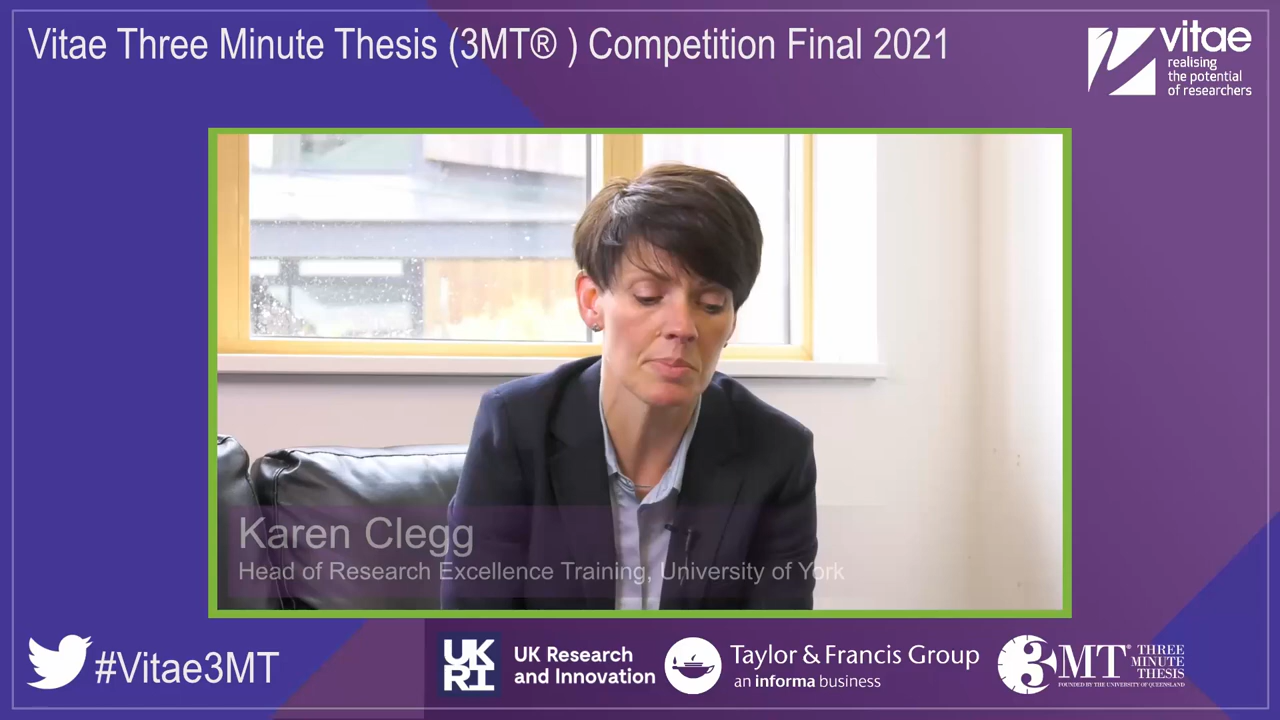 Vitae Three Minute Thesis (3MT® ) Competition Final 2021
vitae
realising
the potential
of researchers
Karen Clegg
Head of Research Excellence Training, University of York
#Vitae3MT
UK
RI
UK Research
and Innovation
Taylor & Francis Group
an informa business
3MT®
THREE
MINUTE
THESIS
FOUNDED BY THE UNIVERSITY OF QUEENSLAND